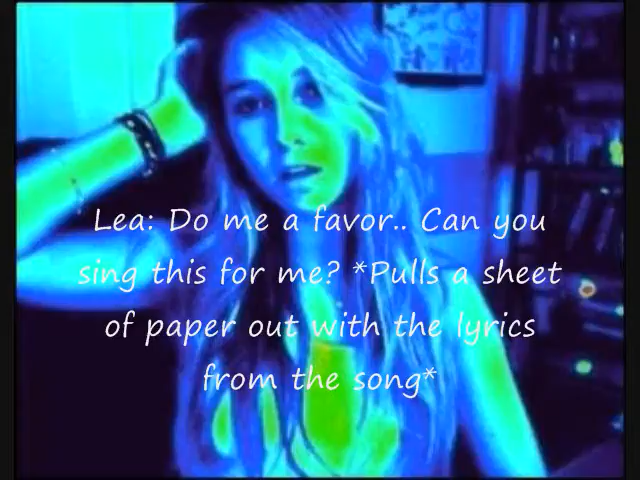 Lea: Do me a favor.. Can you
sing this for me? *Pulls a sheet
of paper out with the lyrics
from the song*